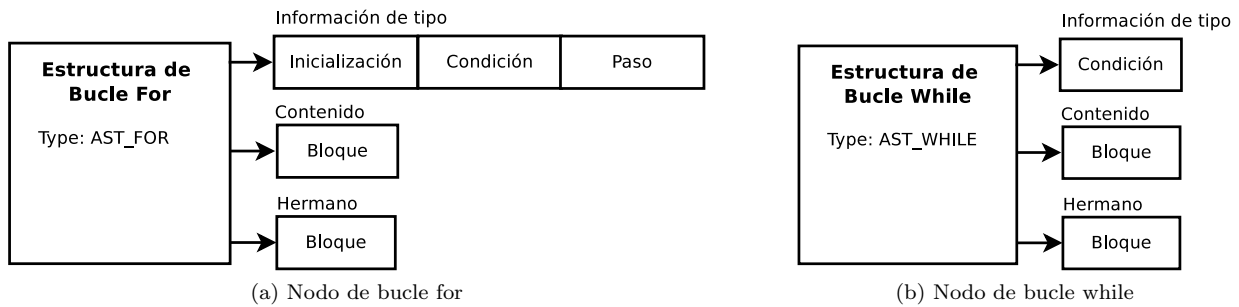 Información de tipo
Estructura de
Bucle For
Type: AST_FOR
Inicialización
Condición
Paso
Contenido
Bloque
Hermano
Bloque
(a) Nodo de bucle for
Información de tipo
Estructura de
Bucle While
Type: AST_WHILE
Condición
Contenido
Bloque
Hermano
Bloque
(b) Nodo de bucle while